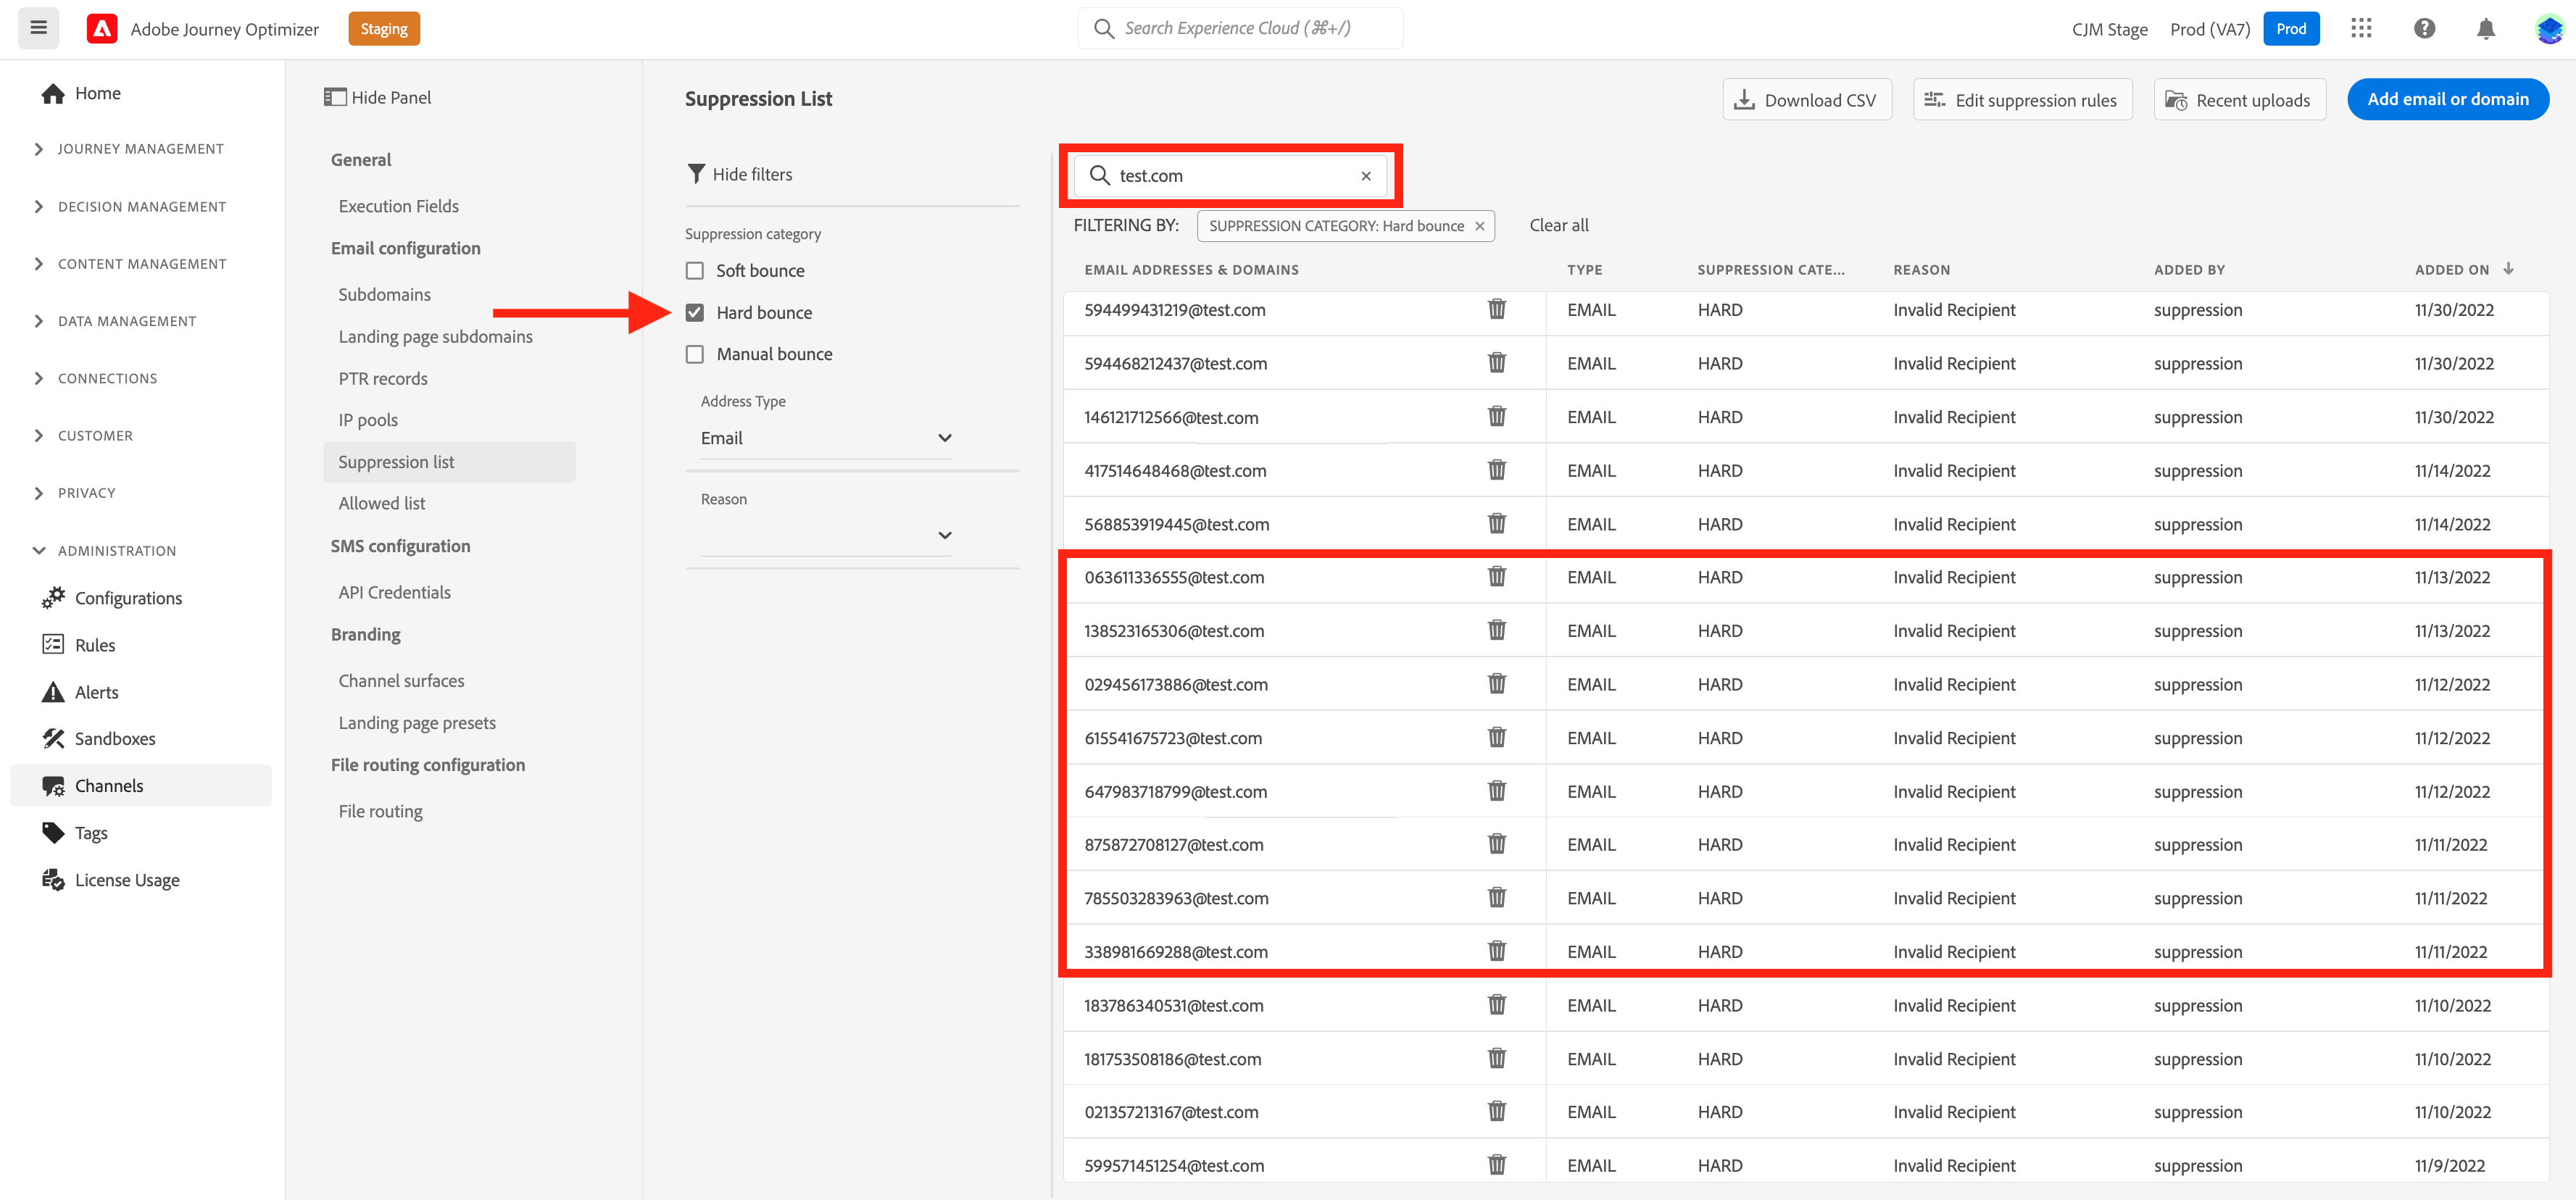 Adobe Journey Optimizer Staging Search Experience Cloud (⌘+/) CJM Stage Prod (VA7) Prod
Home
JOURNEY MANAGEMENT
DECISION MANAGEMENT
CONTENT MANAGEMENT
DATA MANAGEMENT
CONNECTIONS
CUSTOMER
PRIVACY
ADMINISTRATION
Configurations
Rules
Alerts
Sandboxes
Channels
Tags
License Usage
Hide Panel
General
Execution Fields
Email configuration
Subdomains
Landing page subdomains
PTR records
IP pools
Suppression list
Allowed list
SMS configuration
API Credentials
Branding
Channel surfaces
Landing page presets
File routing configuration
File routing
Suppression List
Download CSV Edit suppression rules Recent uploads Add email or domain
Hide filters
Suppression category
Soft bounce
Hard bounce
Manual bounce
Address Type
Email
Reason
test.com
FILTERING BY: SUPPRESSION CATEGORY: Hard bounce Clear all
EMAIL ADDRESSES & DOMAINS TYPE SUPPRESSION CATE... REASON ADDED BY ADDED ON
594499431219@test.com EMAIL HARD Invalid Recipient suppression 11/30/2022
594468212437@test.com EMAIL HARD Invalid Recipient suppression 11/30/2022
146121712566@test.com EMAIL HARD Invalid Recipient suppression 11/30/2022
417514648468@test.com EMAIL HARD Invalid Recipient suppression 11/14/2022
568853919445@test.com EMAIL HARD Invalid Recipient suppression 11/14/2022
063611336555@test.com EMAIL HARD Invalid Recipient suppression 11/13/2022
138523165306@test.com EMAIL HARD Invalid Recipient suppression 11/13/2022
029456173886@test.com EMAIL HARD Invalid Recipient suppression 11/12/2022
615541675723@test.com EMAIL HARD Invalid Recipient suppression 11/12/2022
647983718799@test.com EMAIL HARD Invalid Recipient suppression 11/12/2022
875872708127@test.com EMAIL HARD Invalid Recipient suppression 11/11/2022
785503283963@test.com EMAIL HARD Invalid Recipient suppression 11/11/2022
338981669288@test.com EMAIL HARD Invalid Recipient suppression 11/11/2022
183786340531@test.com EMAIL HARD Invalid Recipient suppression 11/10/2022
181753508186@test.com EMAIL HARD Invalid Recipient suppression 11/10/2022
021357213167@test.com EMAIL HARD Invalid Recipient suppression 11/10/2022
599571451254@test.com EMAIL HARD Invalid Recipient suppression 11/9/2022